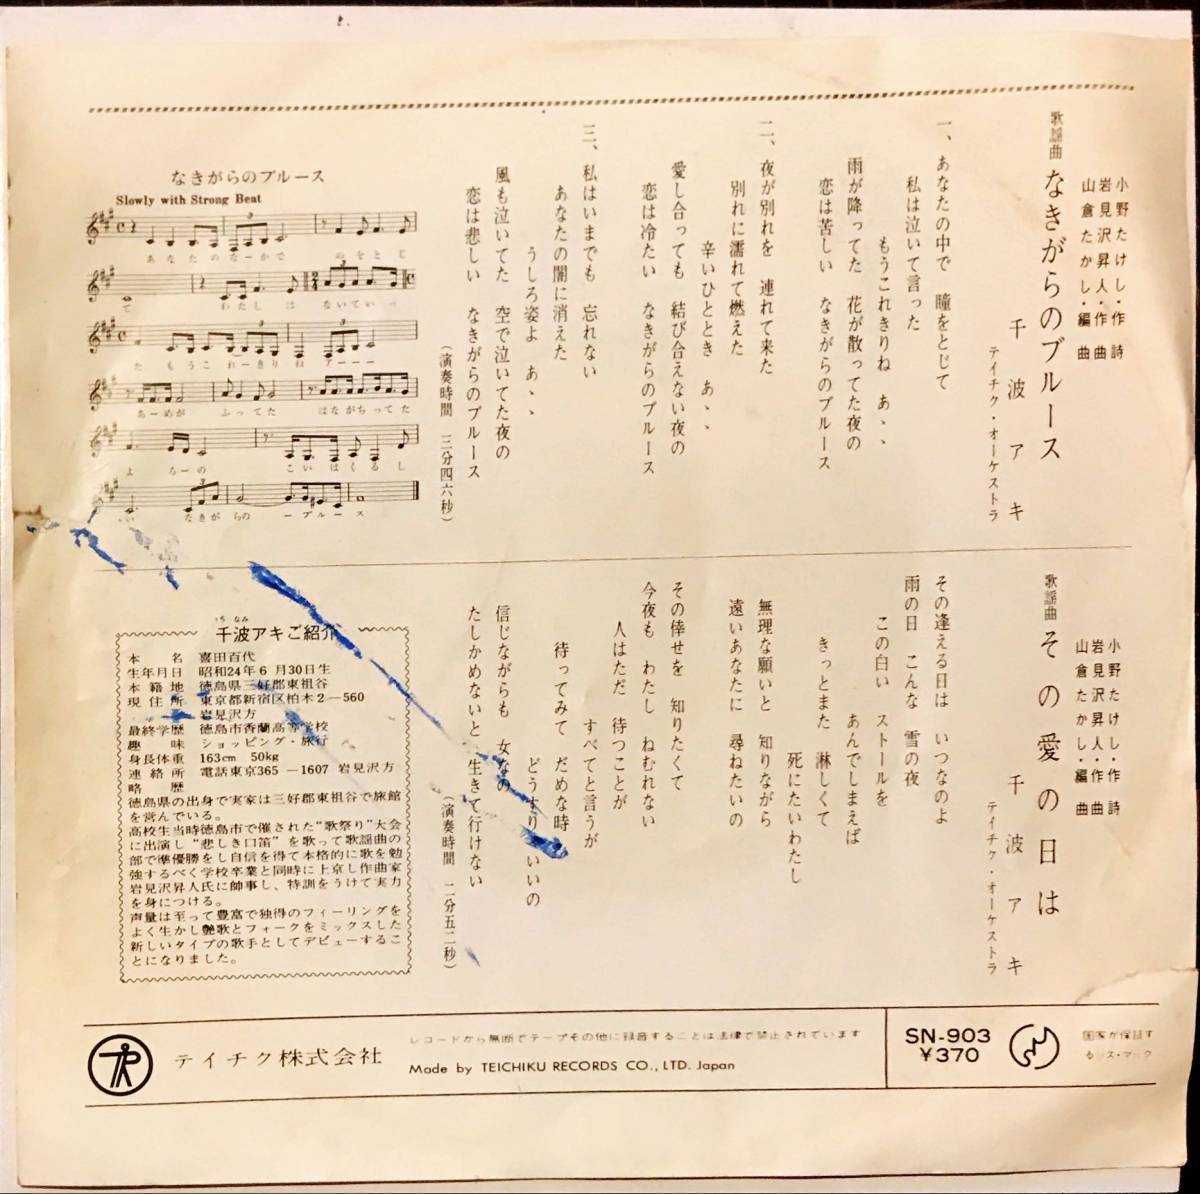 歌謡曲 なきがらのブルース
小野たけし・作詩
岩見沢昇人・作曲
山倉たかし・編曲
千波アキ
テイチク・オーケストラ
一、あなたの中で 瞳をとじて
私は泣いて言った
もうこれきりね あゝゝ
雨が降ってた 花が散ってた夜の
恋は苦しい なきがらのブルース
二、夜が別れを 連れて来た
別れに濡れて燃えた
辛いひととき あゝゝ
愛し合っても 結び合えない夜の
恋は冷たい なきがらのブルース
三、私はいまでも 忘れない
あなたの闇に消えた
うしろ姿よ あゝゝ
風も泣いてた 空で泣いてた夜の
恋は悲しい なきがらのブルース
(演奏時間 三分四六秒)
なきがらのブルース
Slowly with Strong Beat
あなたのなーかで めをとじ
て わたしは ないていーっ
た もうこれーきりね アーーー
あーめが ふってた はながちってた
よるーの こいはくるし
い なきがらの ーブルース
歌謡曲 その愛の日は
小野たけし・作詩
岩見沢昇人・作曲
山倉たかし・編曲
千波アキ
テイチク・オーケストラ
その逢える日は いつなのよ
雨の日 こんな 雪の夜
この白い ストールを
あんでしまえば
きっとまた 淋しくて
死にたいわたし
無理な願いと 知りながら
遠いあなたに 尋ねたいの
その倖せを 知りたくて
今夜も わたし ねむれない
人はただ 待つことが
すべてと言うが
待ってみて だめな時
どうすりゃいいの
信じながらも 女なの
たしかめないと 生きて行けない
(演奏時間 二分五二秒)
ちなみ
千波アキご紹介
本名 喜田百代
生年月日 昭和24年6月30日生
本籍地 徳島県三好郡東祖谷
現住所 東京都新宿区柏木2―560
岩見沢方
最終学歴 徳島市香蘭高等学校
趣味 ショッピング・旅行
身長体重 163cm 50kg
連絡所 電話東京365―1607 岩見沢方
略歴
徳島県の出身で実家は三好郡東祖谷で旅館
を営んでいる。
高校生当時徳島市で催された“歌祭り”大会
に出演し“悲しき口笛”を歌って歌謡曲の
部で準優勝をし自信を得て本格的に歌を勉
強するべく学校卒業と同時に上京し作曲家
岩見沢昇人氏に師事し、特訓をうけて実力
を身につける。
声量は至って豊富で独得のフィーリングを
よく生かし艶歌とフォークをミックスした
新しいタイプの歌手としてデビューするこ
とになりました。
テイチク株式会社
レコードから無断でテープその他に録音することは法律で禁止されています
Made by TEICHIKU RECORDS CO., LTD. Japan
SN-903
¥370
国家が保証す